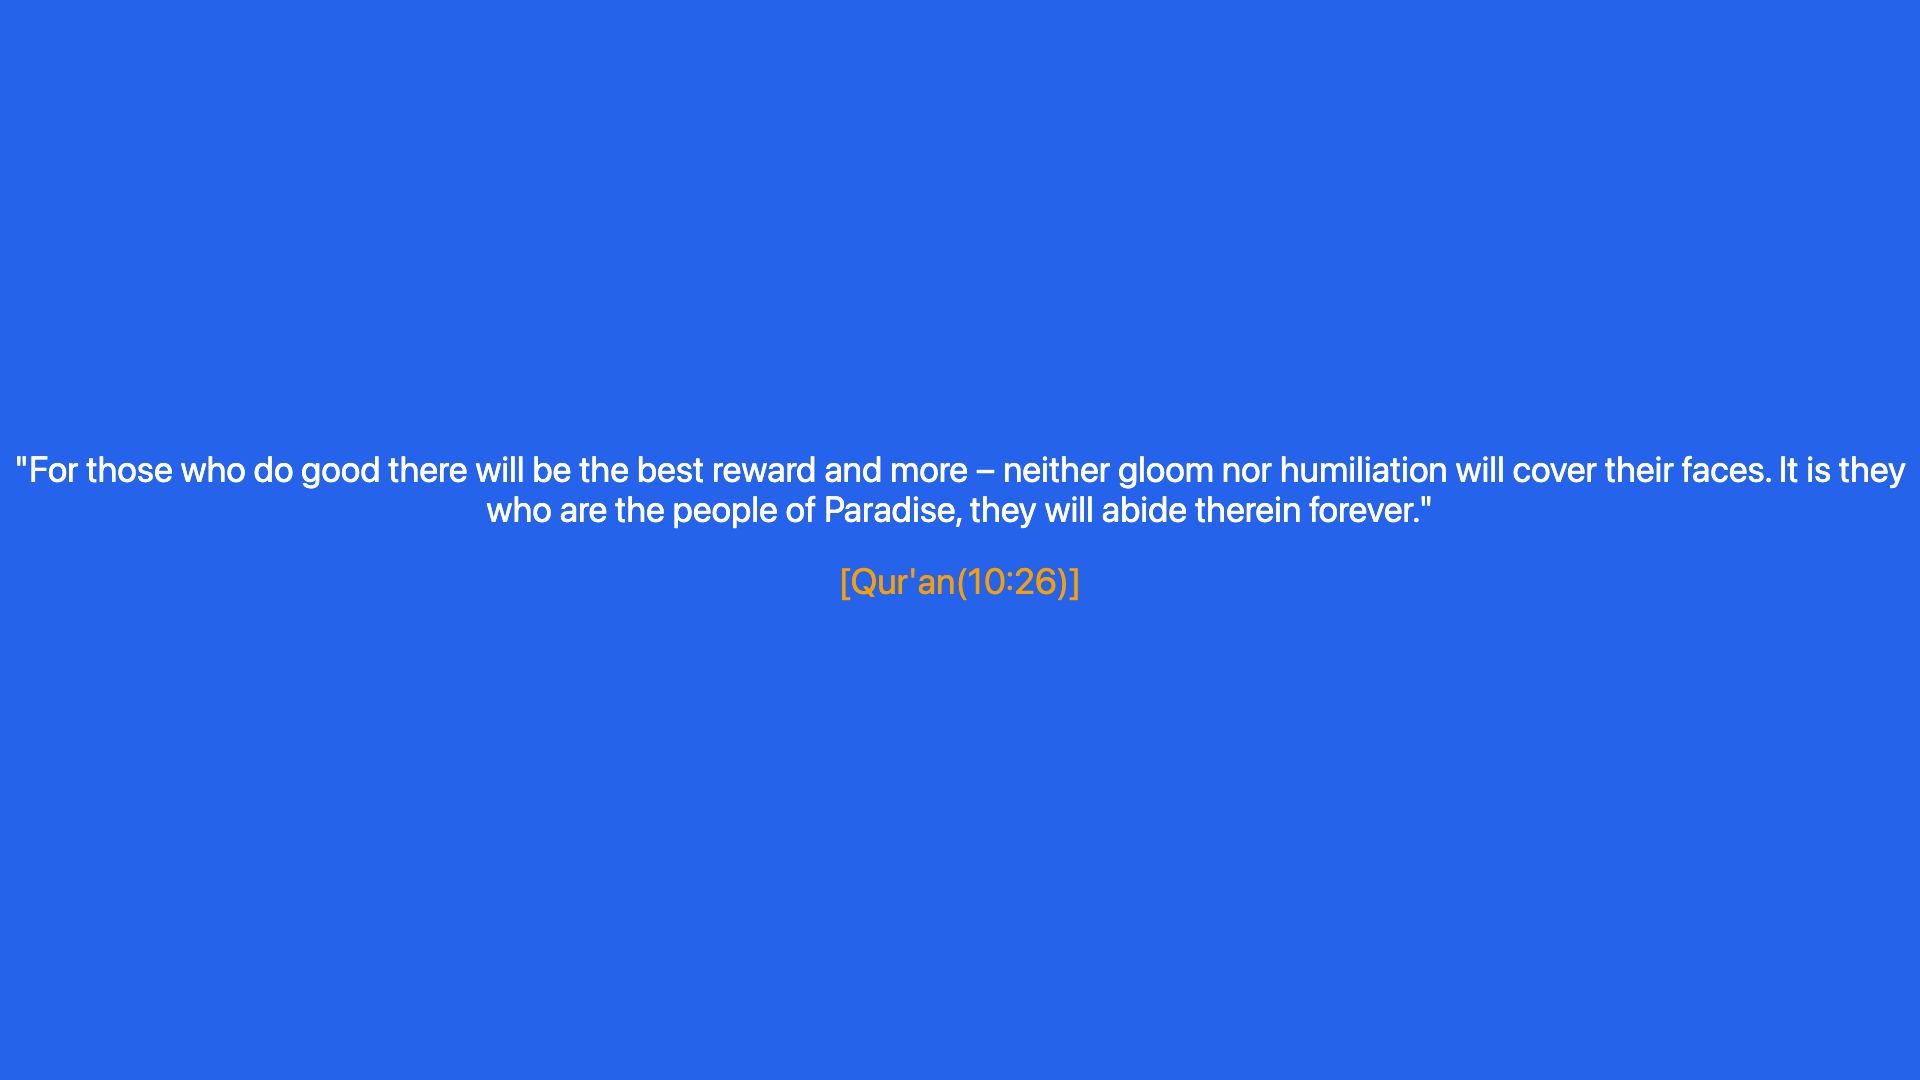 "For those who do good there will be the best reward and more – neither gloom nor humiliation will cover their faces. It is they
who are the people of Paradise, they will abide therein forever."
[Qur'an(10:26)]